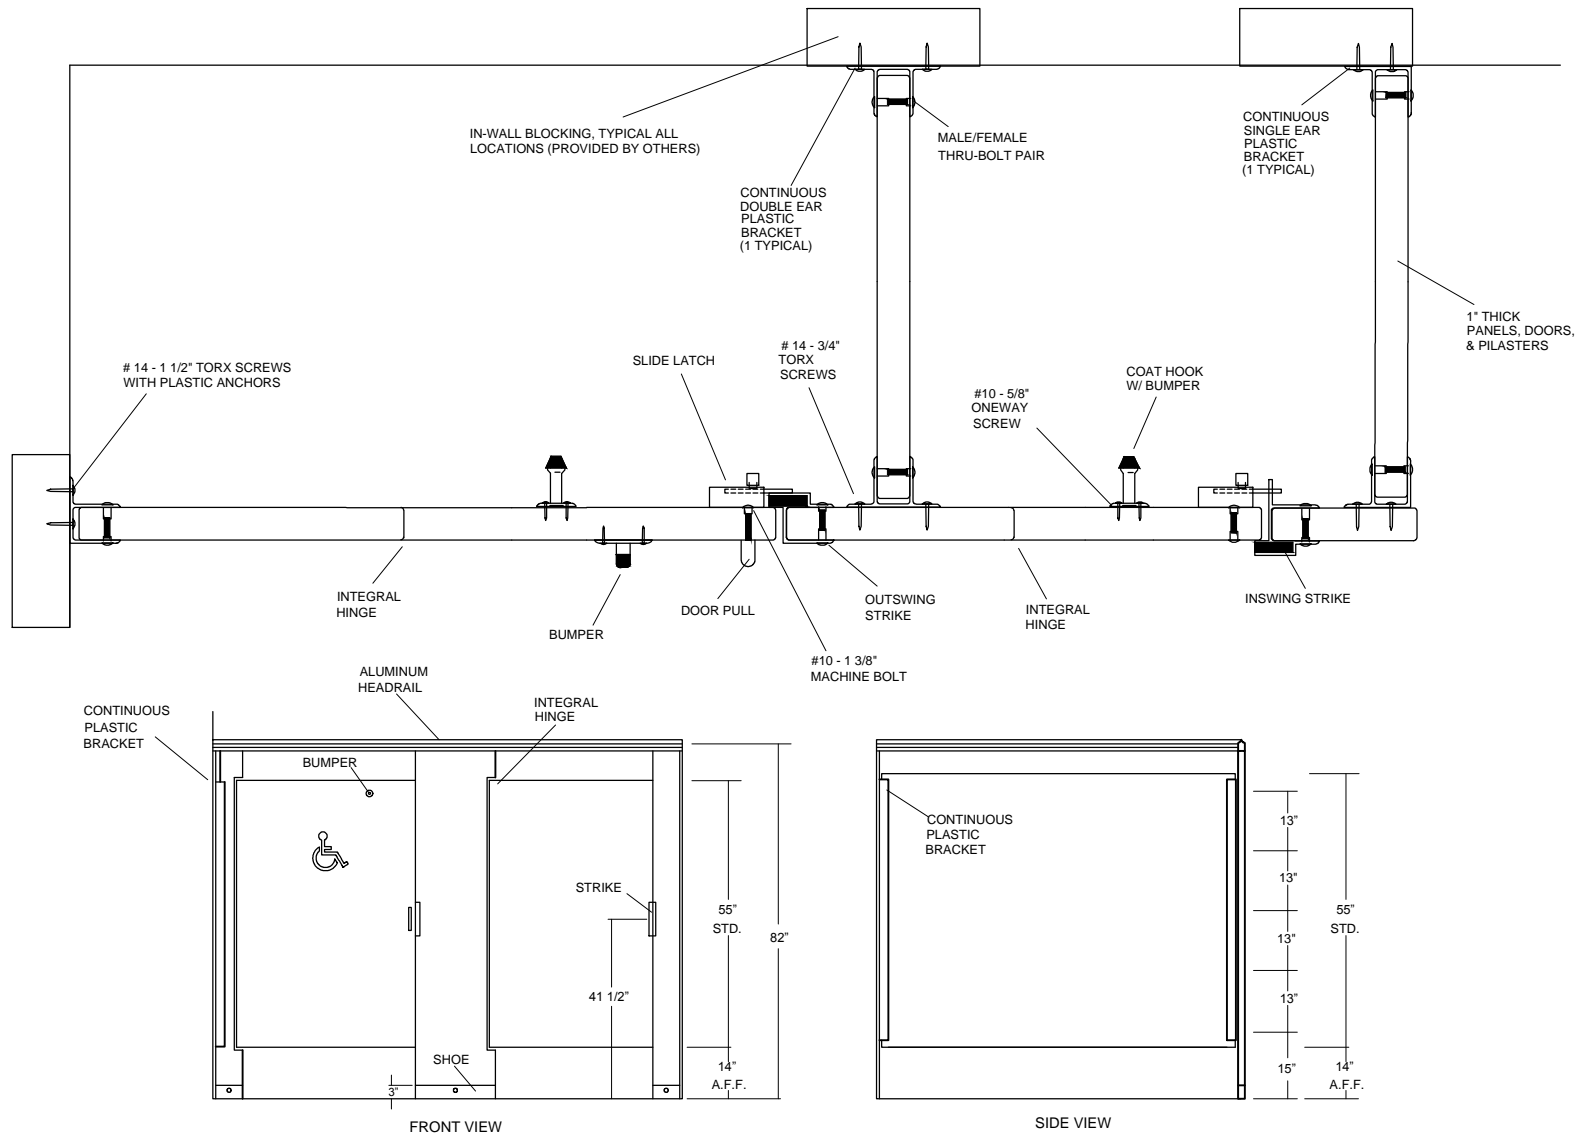 IN-WALL BLOCKING, TYPICAL ALL
LOCATIONS (PROVIDED BY OTHERS)
MALE/FEMALE
THRU-BOLT PAIR
CONTINUOUS
DOUBLE EAR
PLASTIC
BRACKET
(1 TYPICAL)
CONTINUOUS
SINGLE EAR
PLASTIC
BRACKET
(1 TYPICAL)
1" THICK
PANELS, DOORS,
& PILASTERS
# 14 - 1 1/2" TORX SCREWS
WITH PLASTIC ANCHORS
SLIDE LATCH
# 14 - 3/4"
TORX
SCREWS
#10 - 5/8"
ONEWAY
SCREW
COAT HOOK
W/ BUMPER
INTEGRAL
HINGE
BUMPER
DOOR PULL
OUTSWING
STRIKE
INTEGRAL
HINGE
INSWING STRIKE
#10 - 1 3/8"
MACHINE BOLT
ALUMINUM
HEADRAIL
CONTINUOUS
PLASTIC
BRACKET
INTEGRAL
HINGE
BUMPER
STRIKE
41 1/2"
SHOE
3"
55"
STD.
82"
14"
A.F.F.
FRONT VIEW
CONTINUOUS
PLASTIC
BRACKET
13"
13"
13"
13"
15"
55"
STD.
14"
A.F.F.
SIDE VIEW